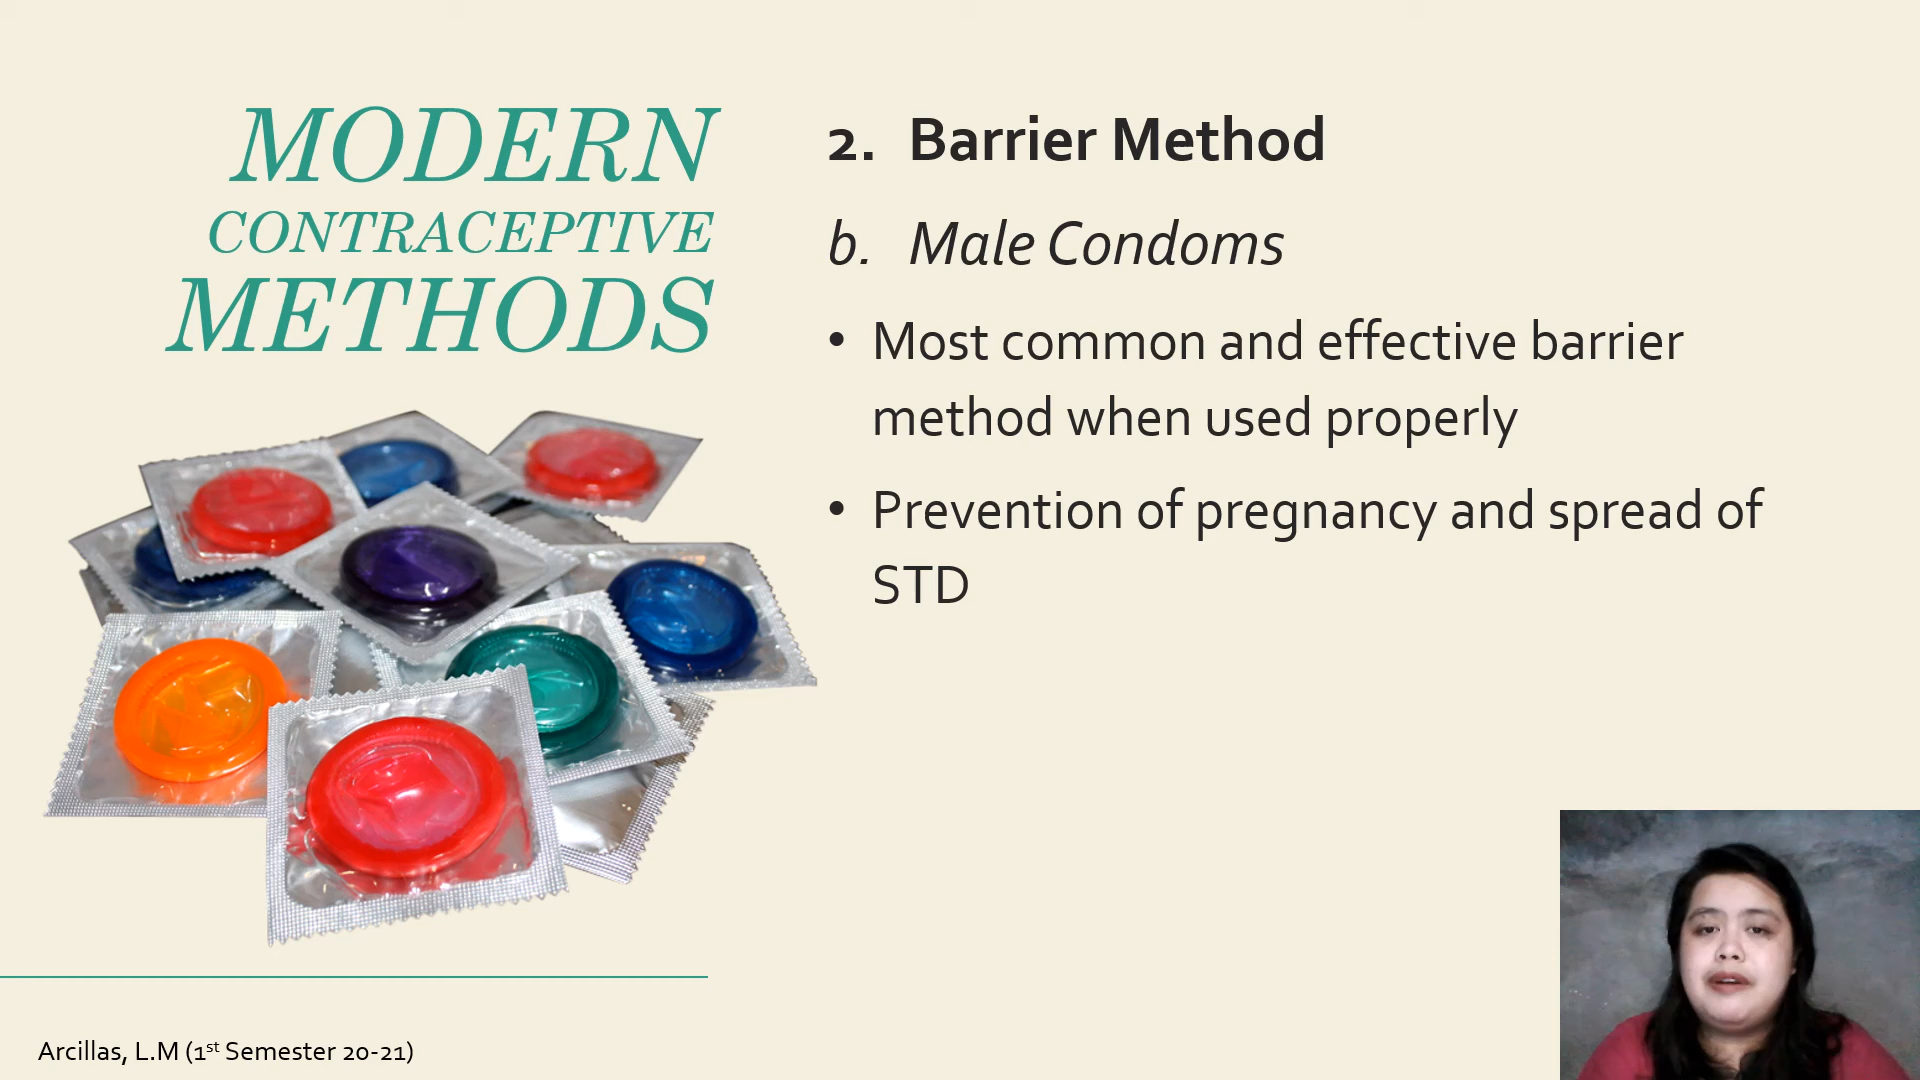 MODERN
CONTRACEPTIVE
METHODS
2. Barrier Method
b. Male Condoms
• Most common and effective barrier
method when used properly
• Prevention of pregnancy and spread of
STD
Arcillas, L.M (1st Semester 20-21)